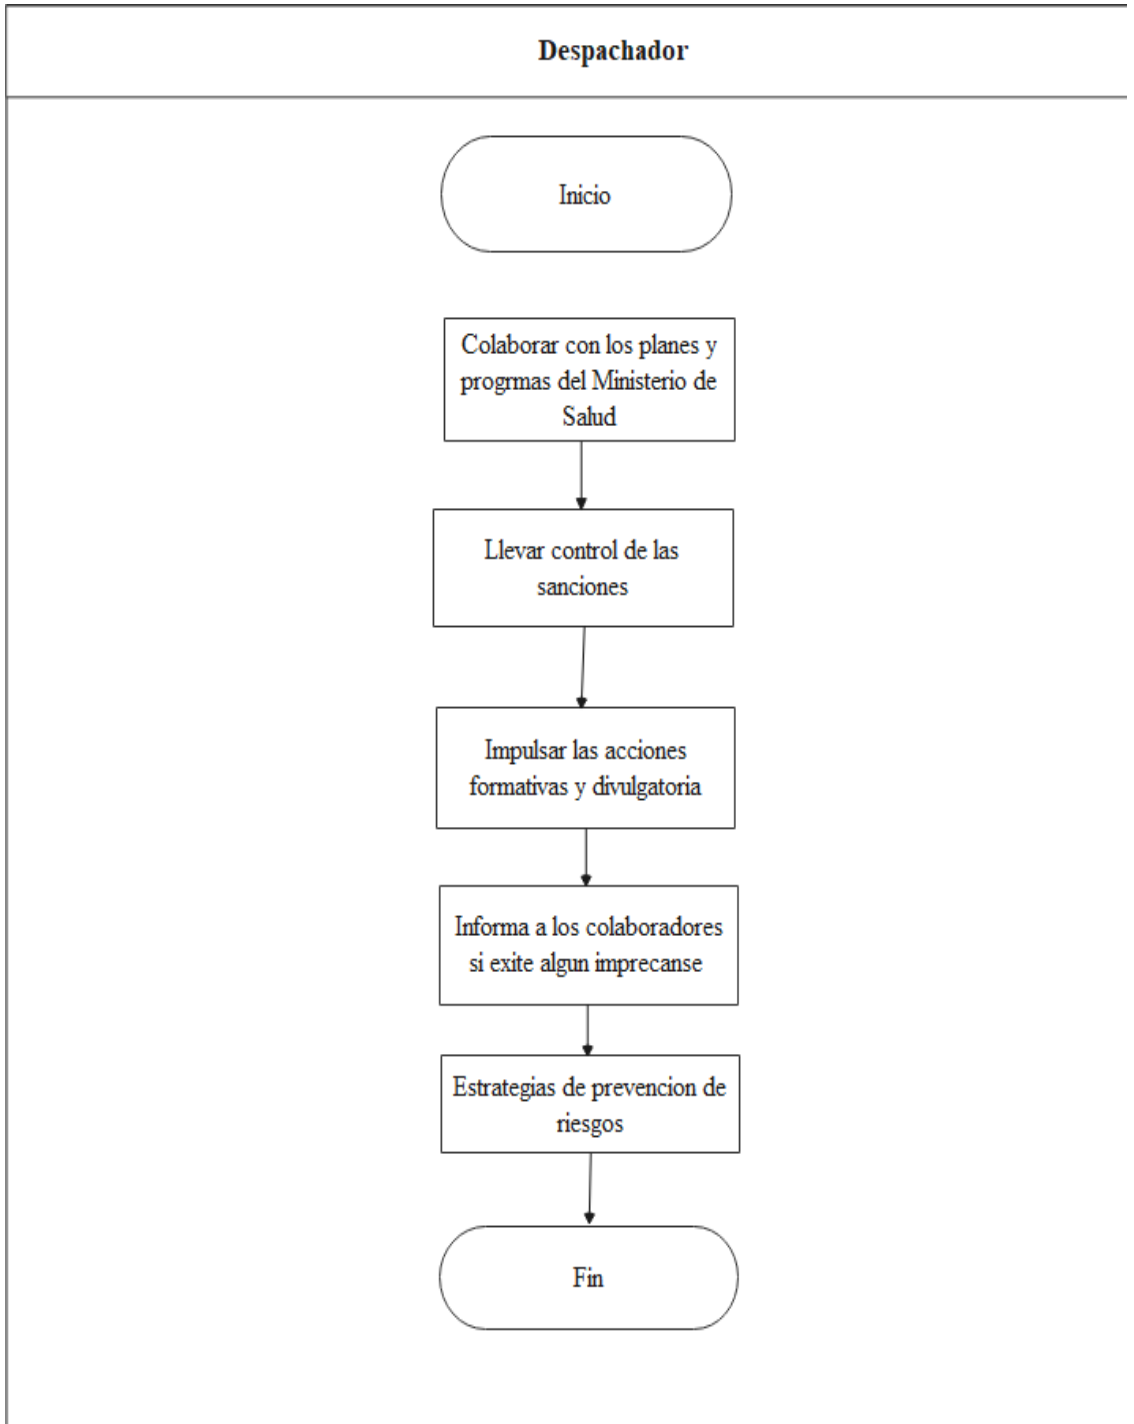 Despachador
Inicio
Colaborar con los planes y
progrmas del Ministerio de
Salud
Llevar control de las
sanciones
Impulsar las acciones
formativas y divulgatoria
Informa a los colaboradores
si exite algun imprecanse
Estrategias de prevencion de
riesgos
Fin